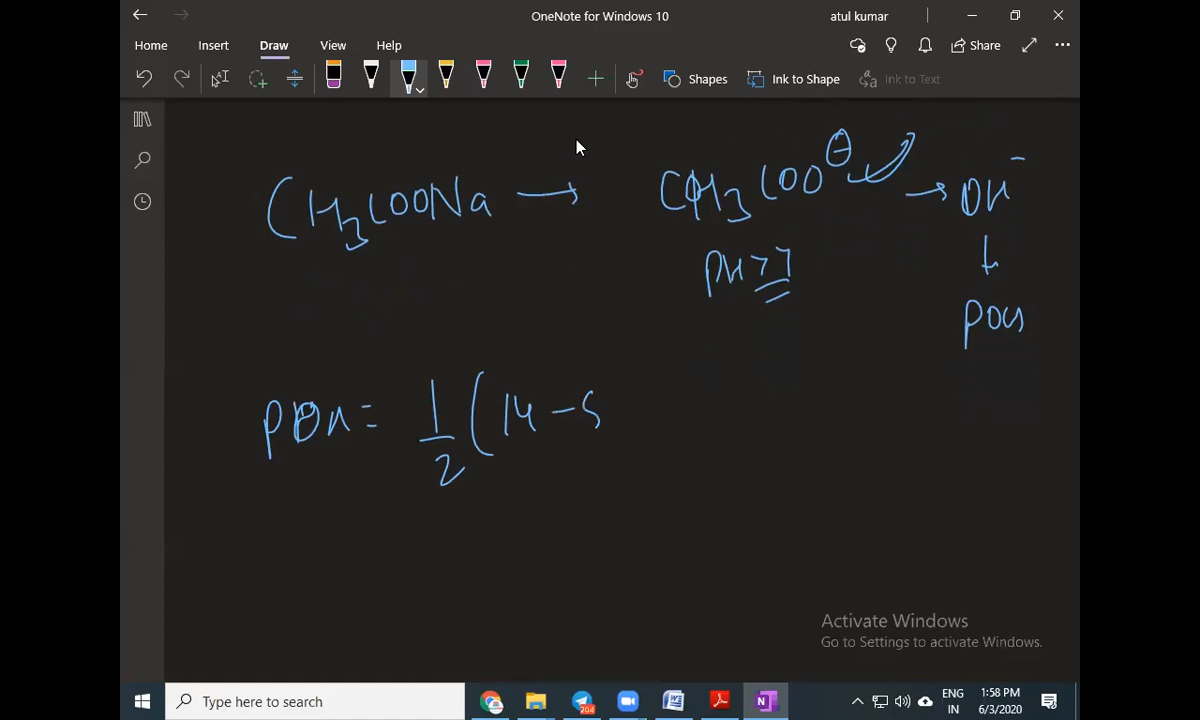 OneNote for Windows 10
atul kumar
Home Insert Draw View Help
Share
Shapes
Ink to Shape
Ink to Text
CH3COONa → CH3COO⊖ → OH⁻
pH > 7
↓
pOH
pOH = 1/2 (14 - 5
Activate Windows
Go to Settings to activate Windows.
Type here to search
204
ENG
IN
1:58 PM
6/3/2020